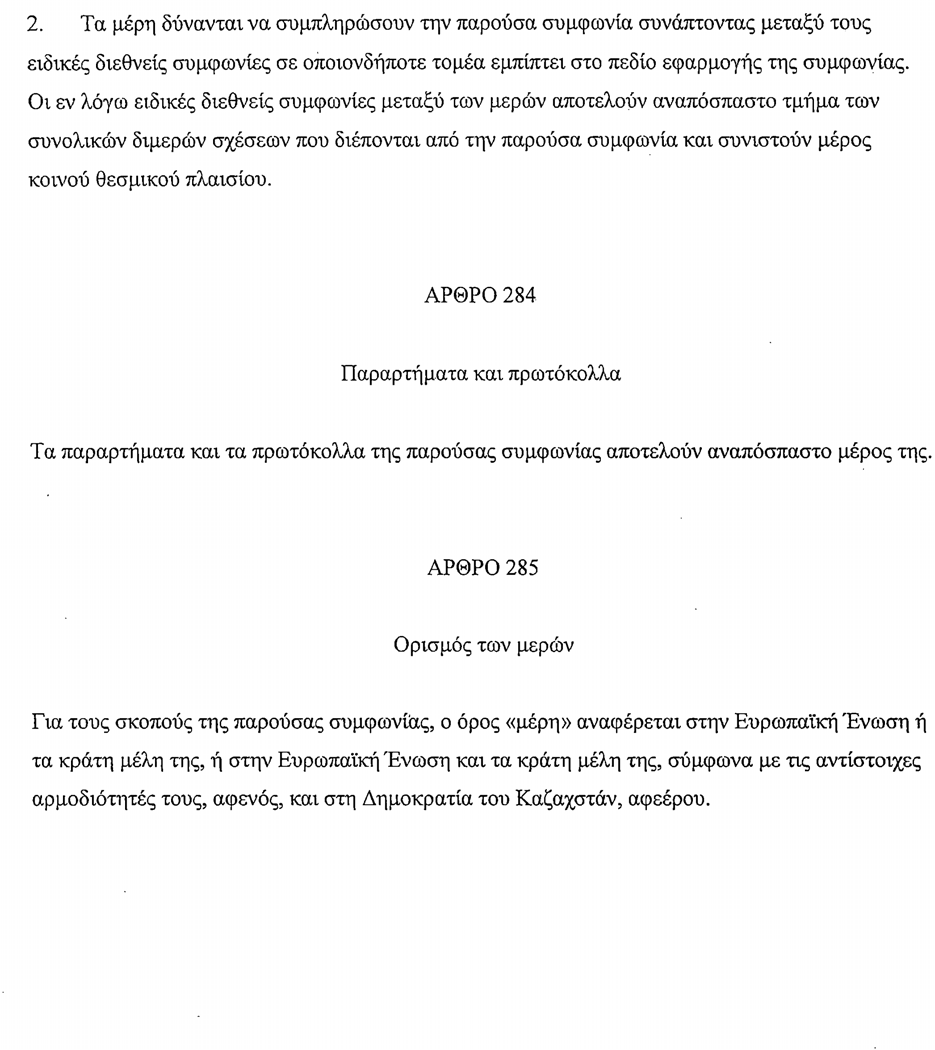 2. Τα μέρη δύνανται να συμπληρώσουν την παρούσα συμφωνία συνάπτοντας μεταξύ τους
ειδικές διεθνείς συμφωνίες σε οποιονδήποτε τομέα εμπίπτει στο πεδίο εφαρμογής της συμφωνίας.
Οι εν λόγω ειδικές διεθνείς συμφωνίες μεταξύ των μερών αποτελούν αναπόσπαστο τμήμα των
συνολικών διμερών σχέσεων που διέπονται από την παρούσα συμφωνία και συνιστούν μέρος
κοινού θεσμικού πλαισίου.
ΑΡΘΡΟ 284
Παραρτήματα και πρωτόκολλα
Τα παραρτήματα και τα πρωτόκολλα της παρούσας συμφωνίας αποτελούν αναπόσπαστο μέρος της.
ΑΡΘΡΟ 285
Ορισμός των μερών
Για τους σκοπούς της παρούσας συμφωνίας, ο όρος «μέρη» αναφέρεται στην Ευρωπαϊκή Ένωση ή
τα κράτη μέλη της, ή στην Ευρωπαϊκή Ένωση και τα κράτη μέλη της, σύμφωνα με τις αντίστοιχες
αρμοδιότητές τους, αφενός, και στη Δημοκρατία του Καζαχστάν, αφεέρου.